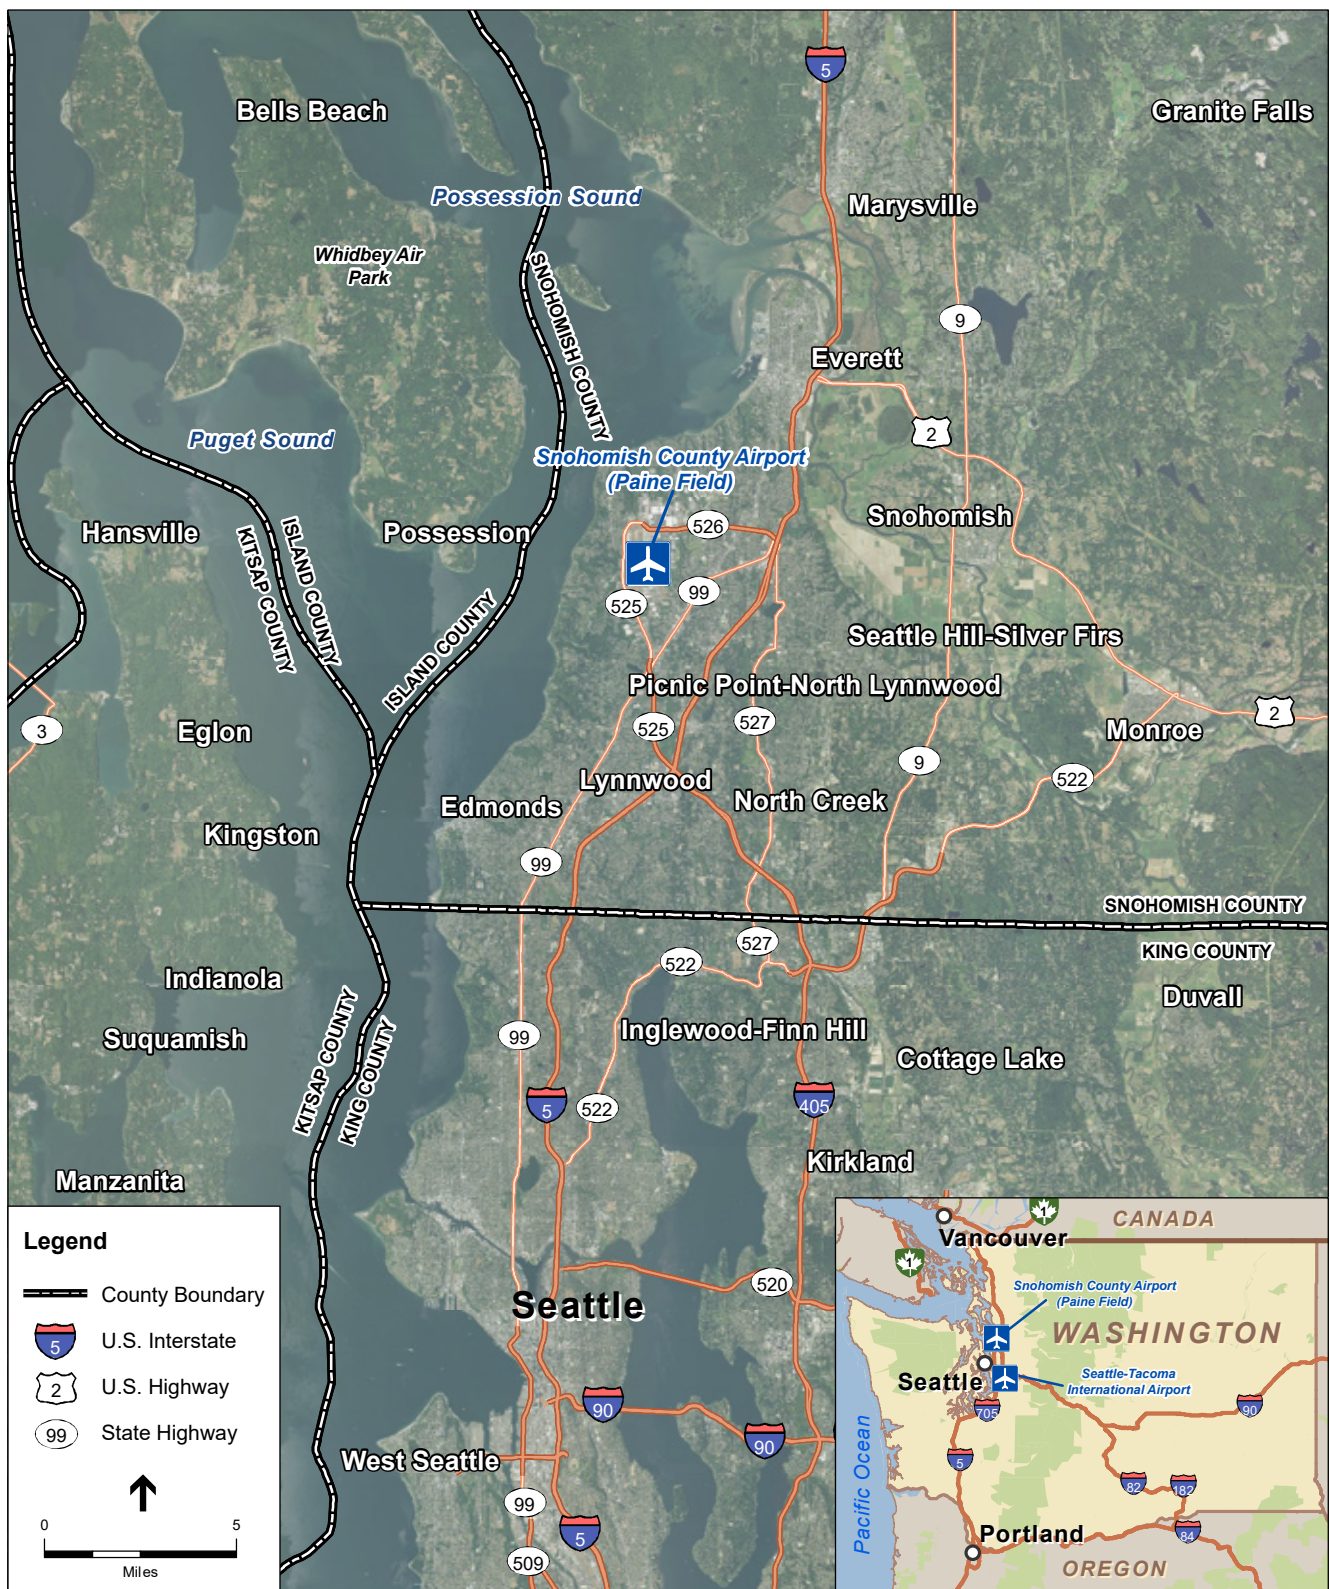 5
Bells Beach
Granite Falls
Possession Sound
Marysville
Whidbey Air
Park
SNOHOMISH COUNTY
9
Everett
2
Puget Sound
Snohomish County Airport
(Paine Field)
Hansville
Possession
526
Snohomish
ISLAND COUNTY
KITSAP COUNTY
99
525
ISLAND COUNTY
Seattle Hill-Silver Firs
Picnic Point-North Lynnwood
3
Eglon
525
527
2
Monroe
9
522
Lynnwood
North Creek
Edmonds
Kingston
99
SNOHOMISH COUNTY
KING COUNTY
527
522
Indianola
Duvall
Suquamish
99
Inglewood-Finn Hill
Cottage Lake
KITSAP COUNTY
KING COUNTY
5
522
405
Kirkland
Manzanita
520
Seattle
90
90
West Seattle
99
5
509
Legend
County Boundary
5
U.S. Interstate
2
U.S. Highway
99
State Highway
0
5
Miles
1
CANADA
Vancouver
1
Snohomish County Airport
(Paine Field)
WASHINGTON
Seattle
Seattle-Tacoma
International Airport
705
90
Pacific Ocean
5
82
182
84
Portland
OREGON